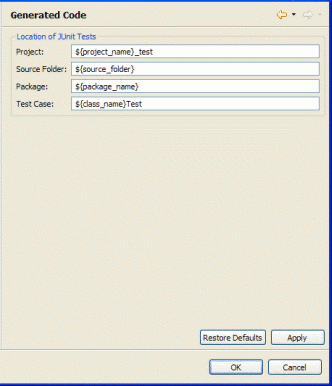 Generated Code
Location of JUnit Tests
Project: ${project_name}_test
Source Folder: ${source_folder}
Package: ${package_name}
Test Case: ${class_name}Test
Restore Defaults Apply
OK Cancel